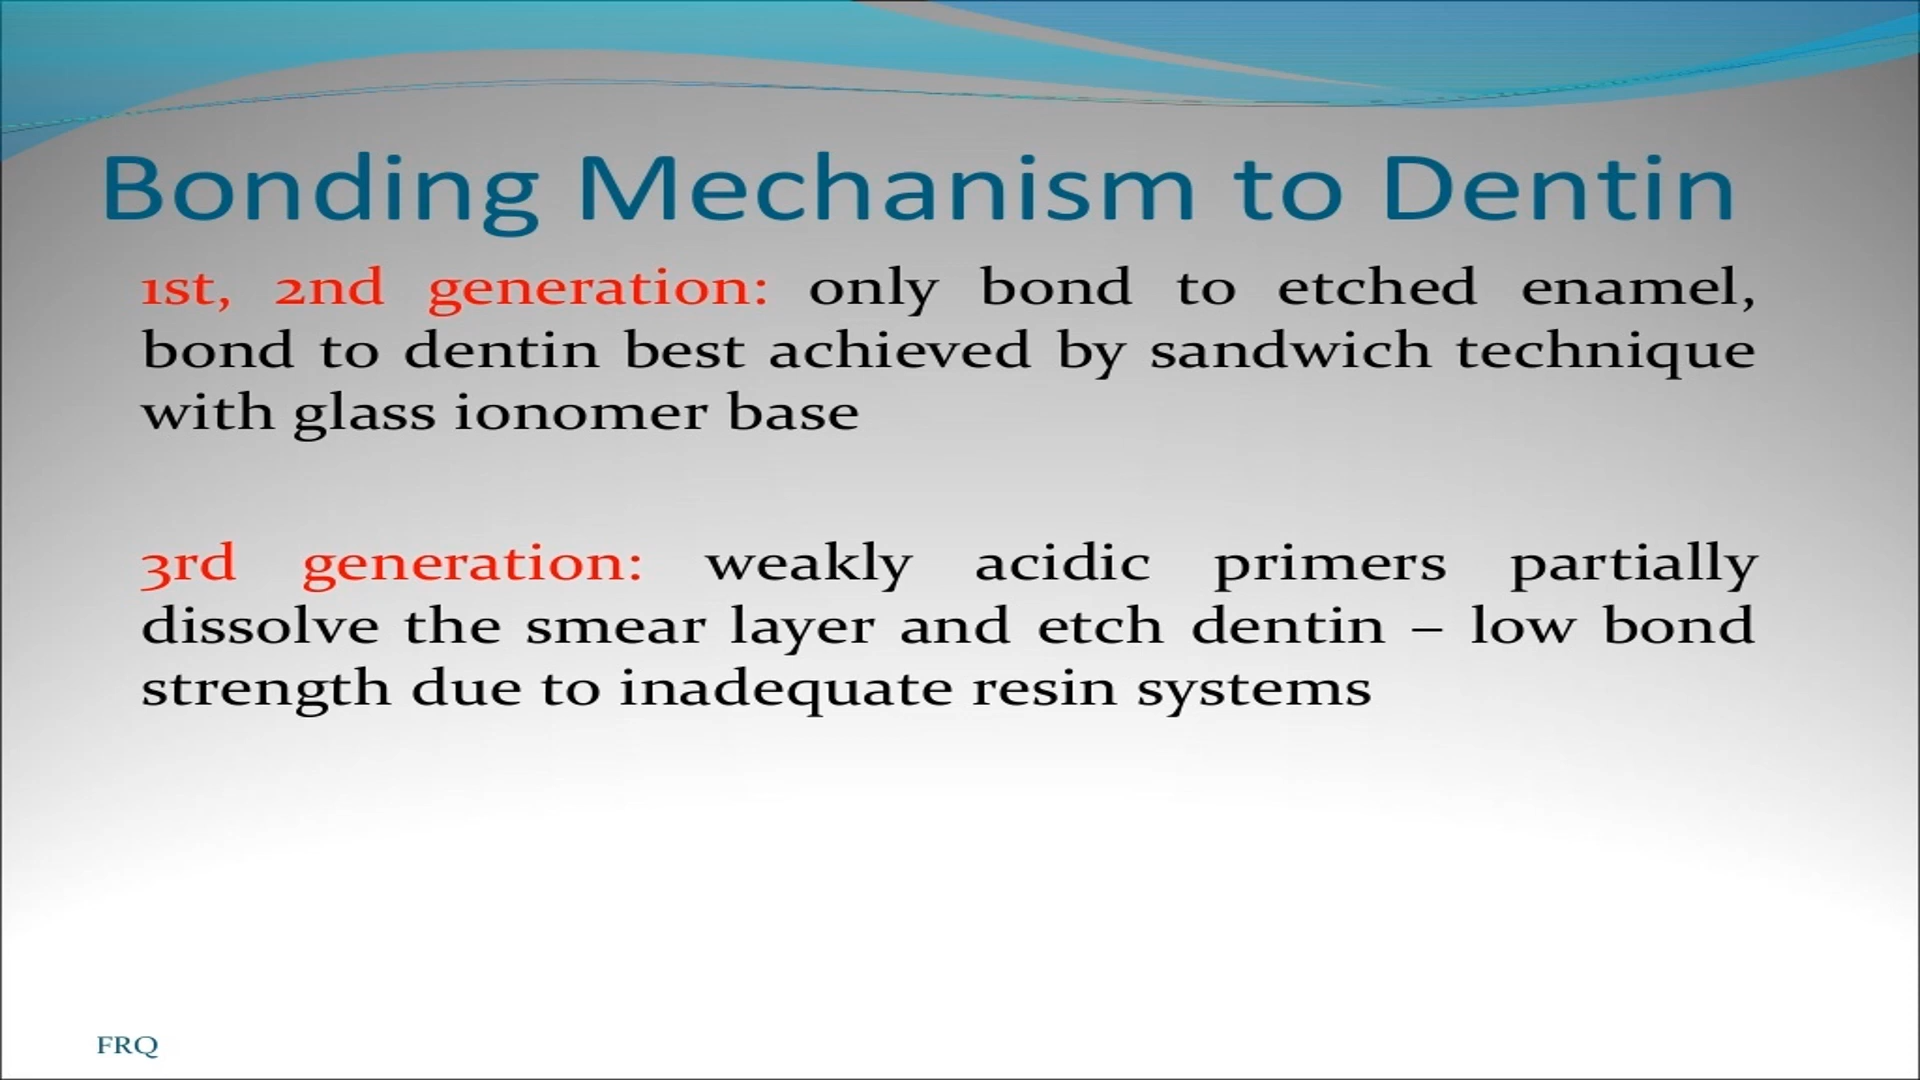 Bonding Mechanism to Dentin
1st, 2nd generation: only bond to etched enamel,
bond to dentin best achieved by sandwich technique
with glass ionomer base
3rd generation: weakly acidic primers partially
dissolve the smear layer and etch dentin – low bond
strength due to inadequate resin systems
FRQ